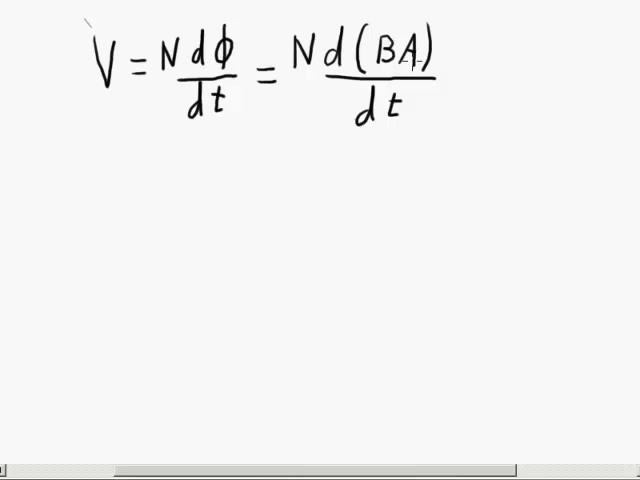 V = N dϕ/dt = N d(BA)/dt